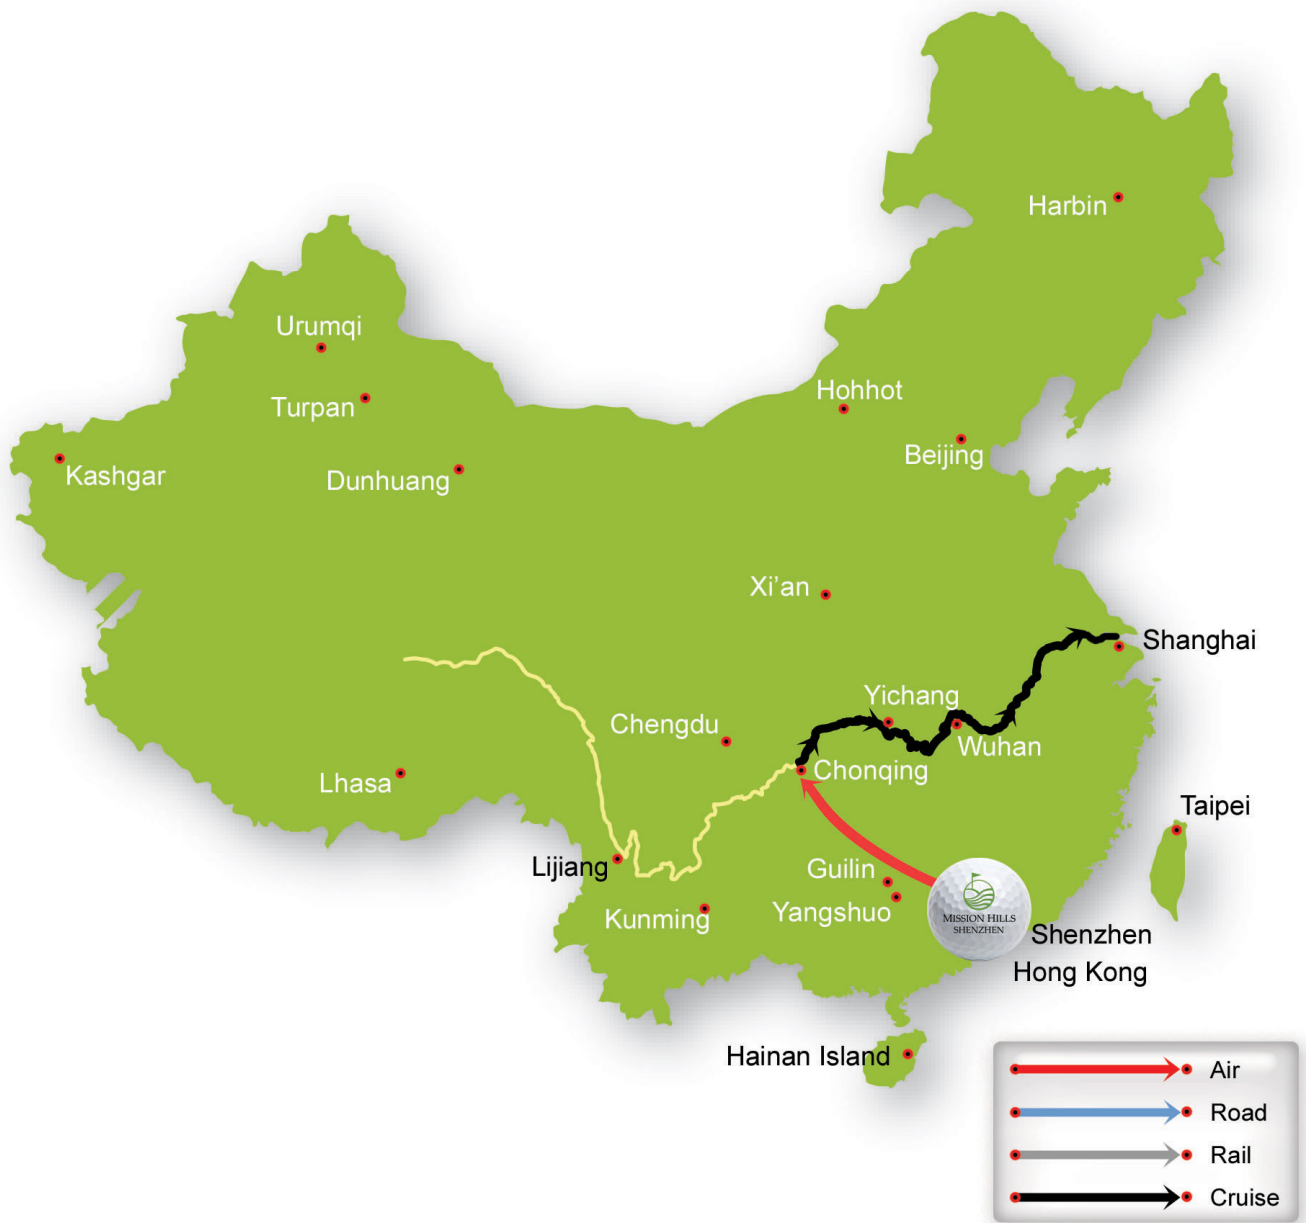 Harbin
Urumqi
Turpan
Hohhot
Beijing
Kashgar
Dunhuang
Xi'an
Shanghai
Yichang
Chengdu
Wuhan
Chonqing
Lhasa
Taipei
Lijiang
Guilin
Kunming
Yangshuo
MISSION HILLS
SHENZHEN
Shenzhen
Hong Kong
Hainan Island
Air
Road
Rail
Cruise